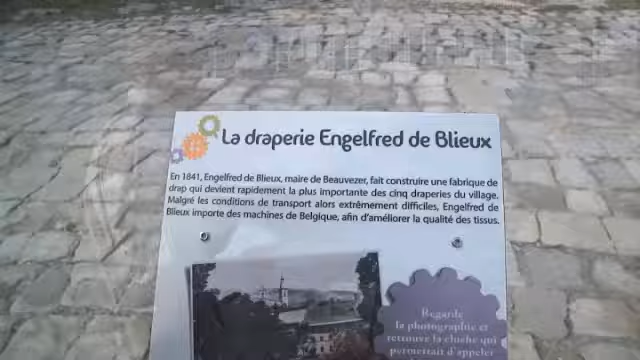 La draperie Engelfred de Blieux
En 1841, Engelfred de Blieux, maire de Beauvezer, fait construire une fabrique de
drap qui devient rapidement la plus importante des cinq draperies du village.
Malgré les conditions de transport alors extrêmement difficiles, Engelfred de
Blieux importe des machines de Belgique, afin d'améliorer la qualité des tissus.
Regarde
la photographie et
retrouve la cloche qui
permettait d'appeler